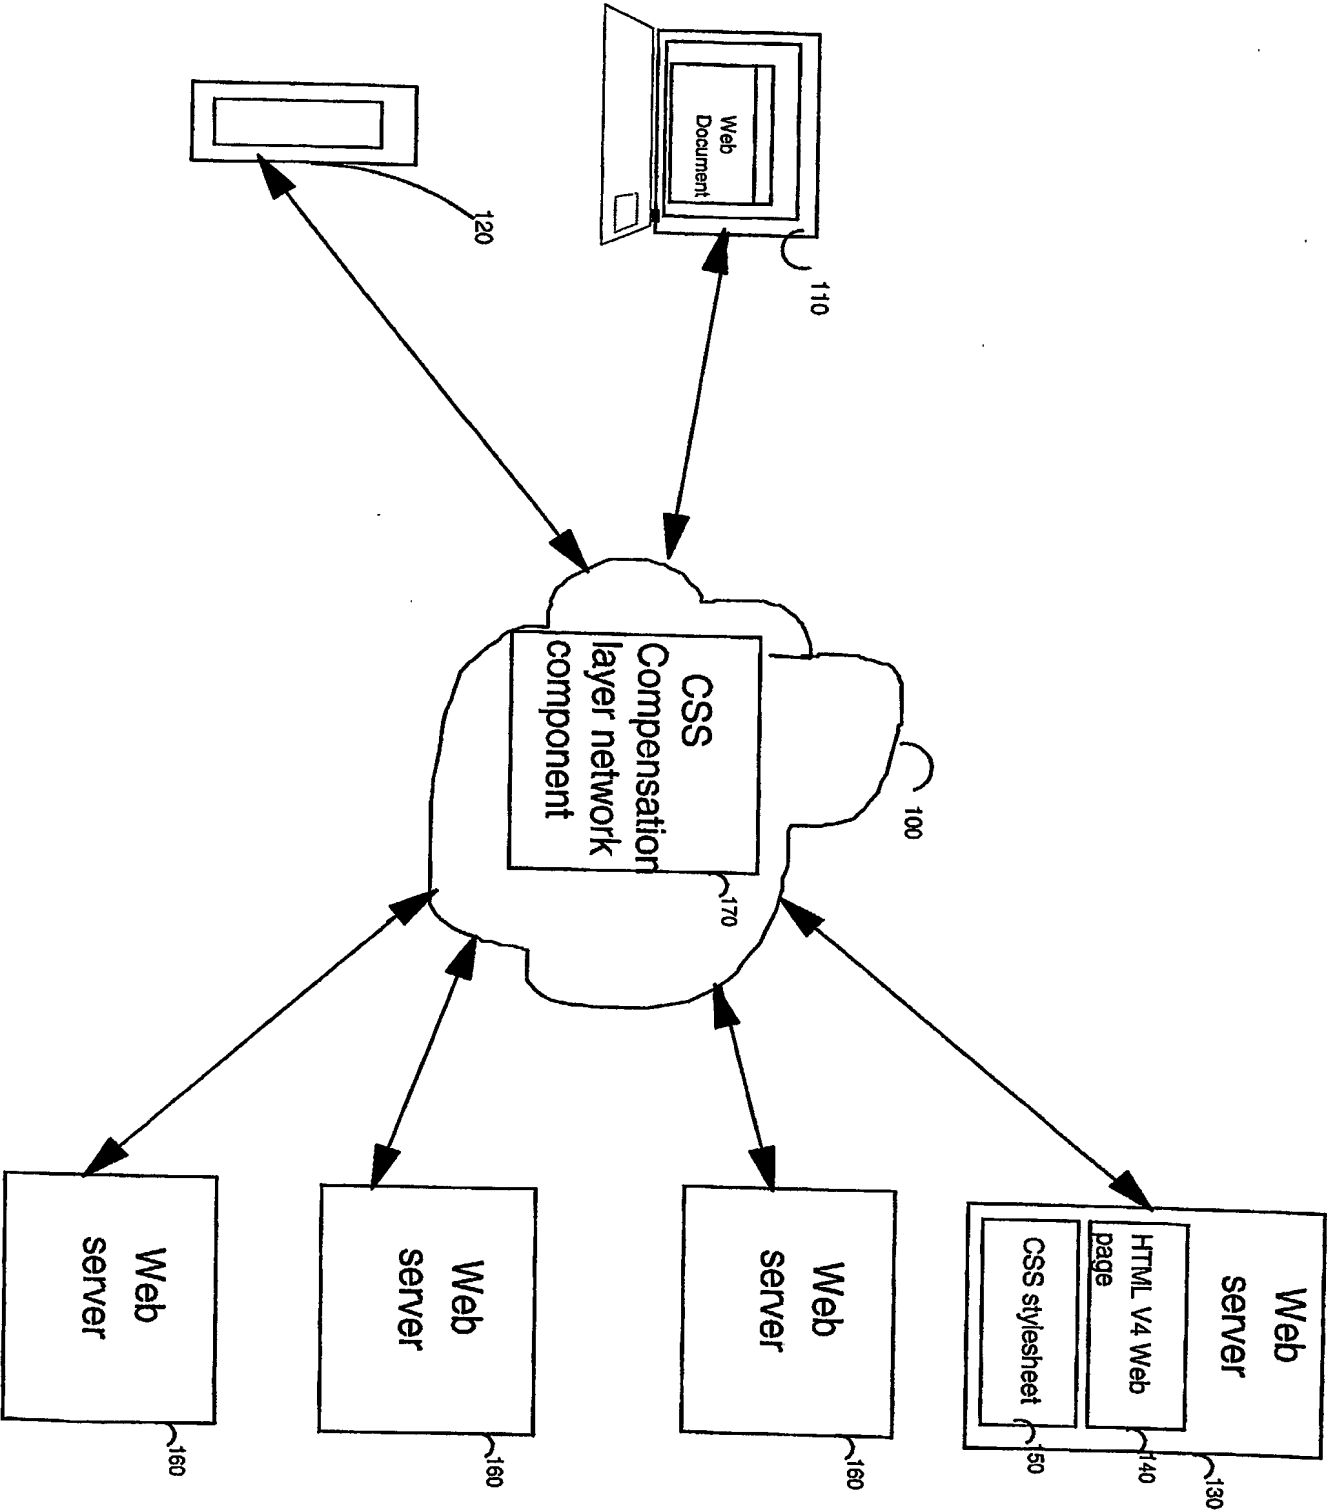 Web
Document
110
120
100
CSS
Compensation
layer network
component
170
Web
server
HTML V4 Web
page
CSS stylesheet
150
140
130
Web
server
160
Web
server
160
Web
server
160